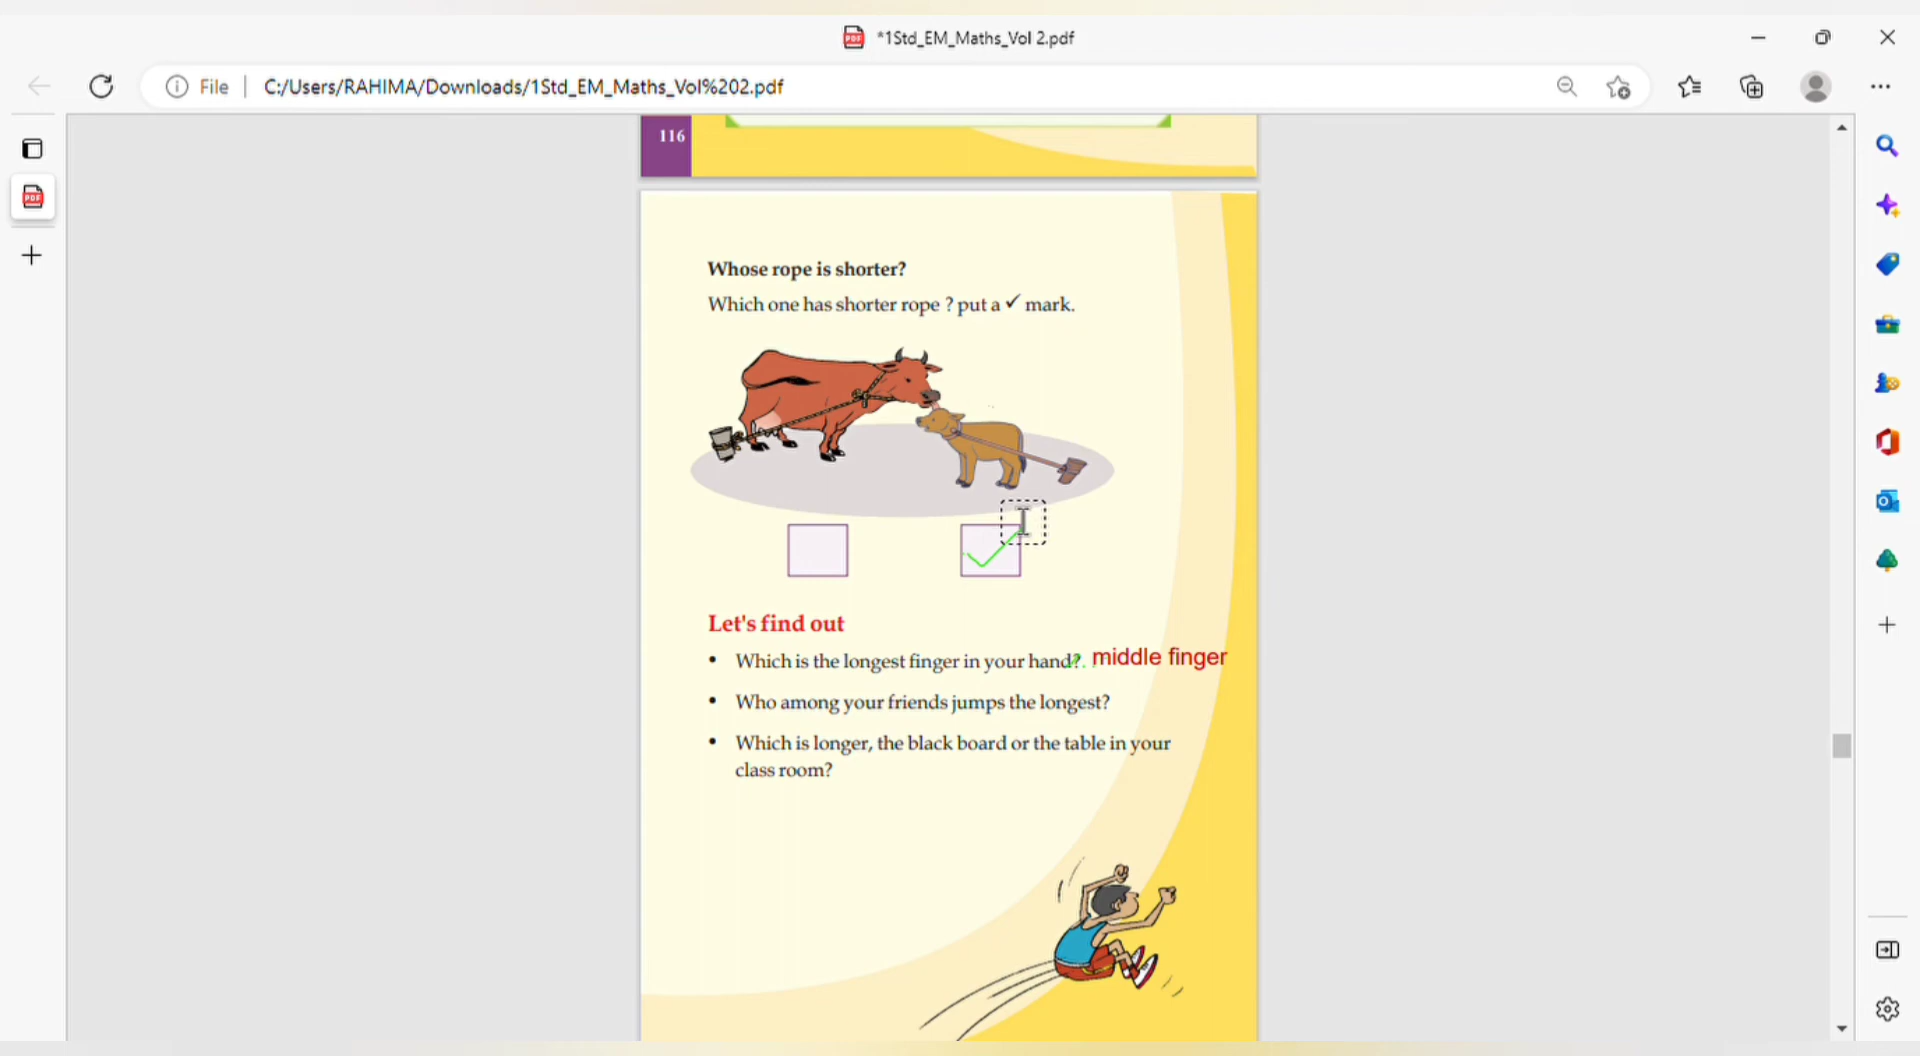 *1Std_EM_Maths_Vol 2.pdf
File | C:/Users/RAHIMA/Downloads/1Std_EM_Maths_Vol%202.pdf
116
Whose rope is shorter?
Which one has shorter rope ? put a ✓ mark.
Let's find out
• Which is the longest finger in your hand?. middle finger
• Who among your friends jumps the longest?
• Which is longer, the black board or the table in your
class room?